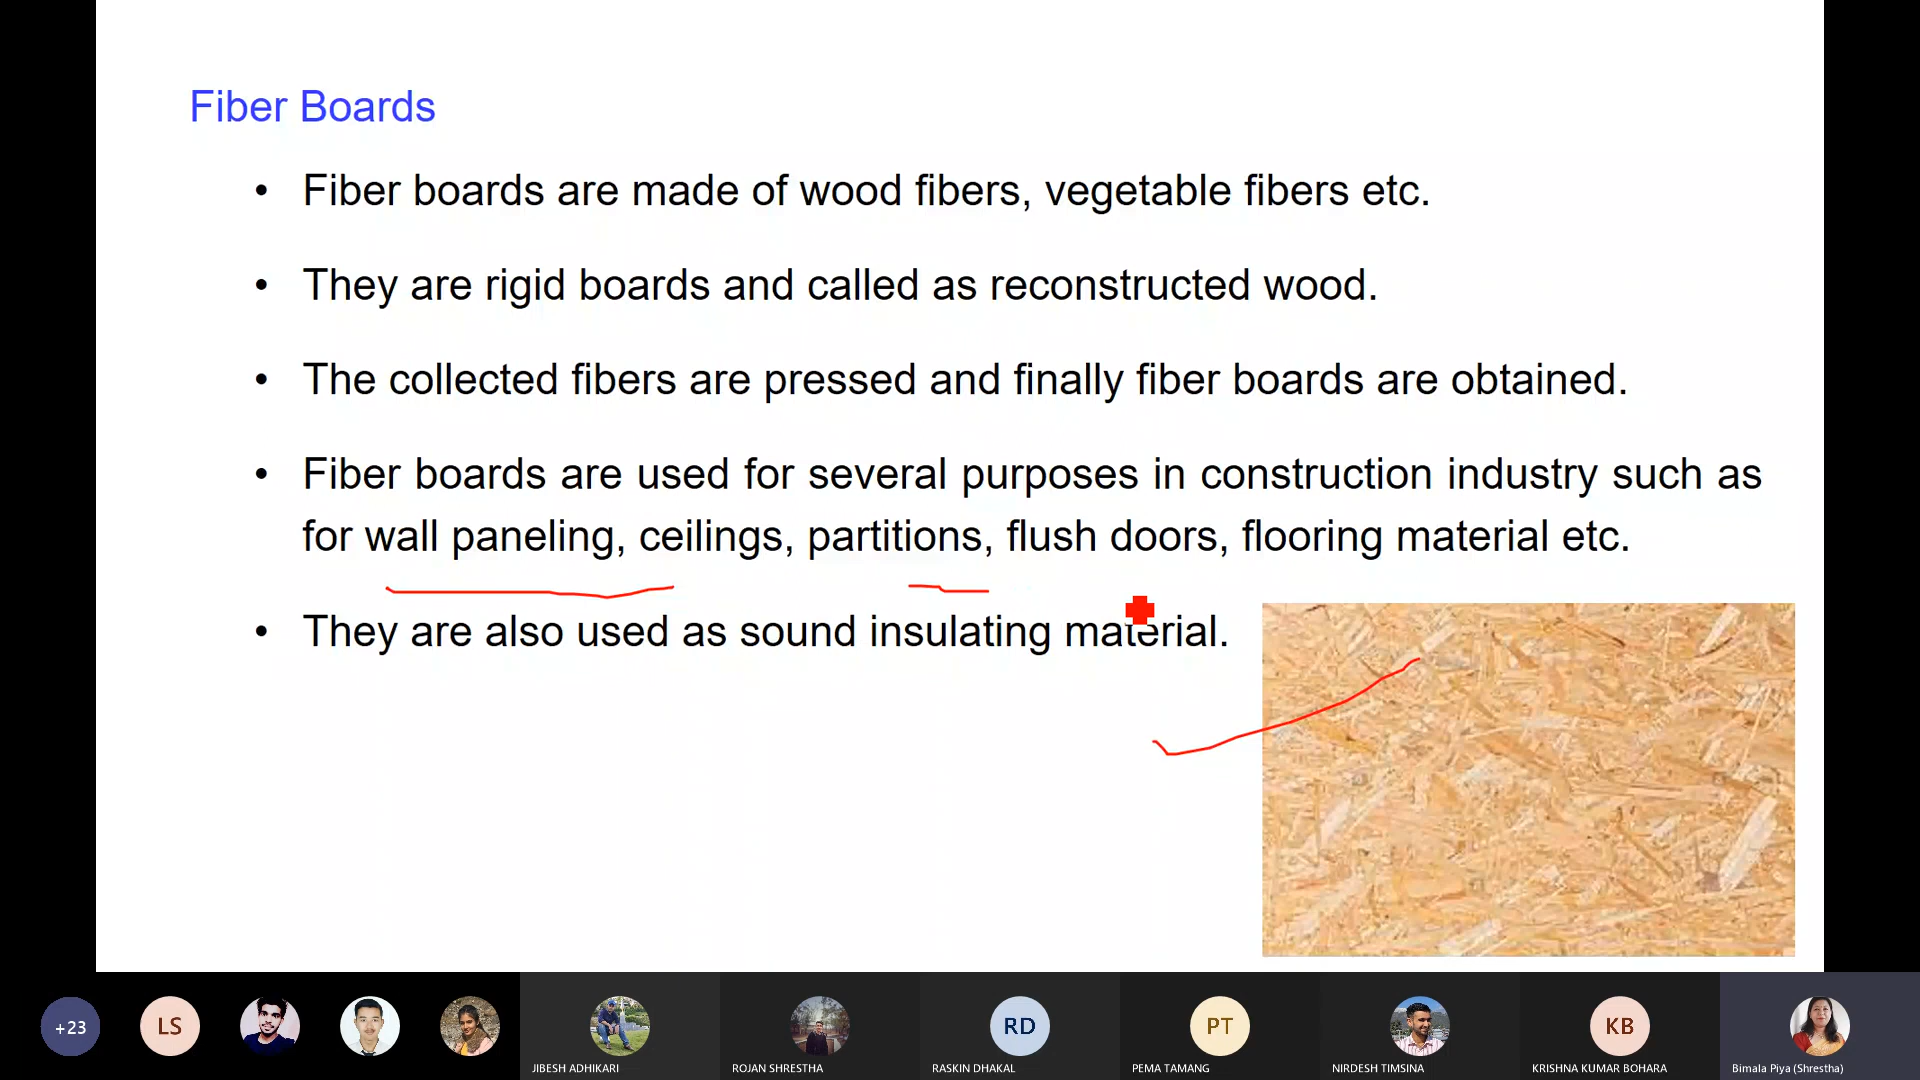 Fiber Boards
• Fiber boards are made of wood fibers, vegetable fibers etc.
• They are rigid boards and called as reconstructed wood.
• The collected fibers are pressed and finally fiber boards are obtained.
• Fiber boards are used for several purposes in construction industry such as
for wall paneling, ceilings, partitions, flush doors, flooring material etc.
• They are also used as sound insulating material.
+23
LS
RD
PT
KB
JIBESH ADHIKARI
ROJAN SHRESTHA
RASKIN DHAKAL
PEMA TAMANG
NIRDESH TIMSINA
KRISHNA KUMAR BOHARA
Bimala Piya (Shrestha)